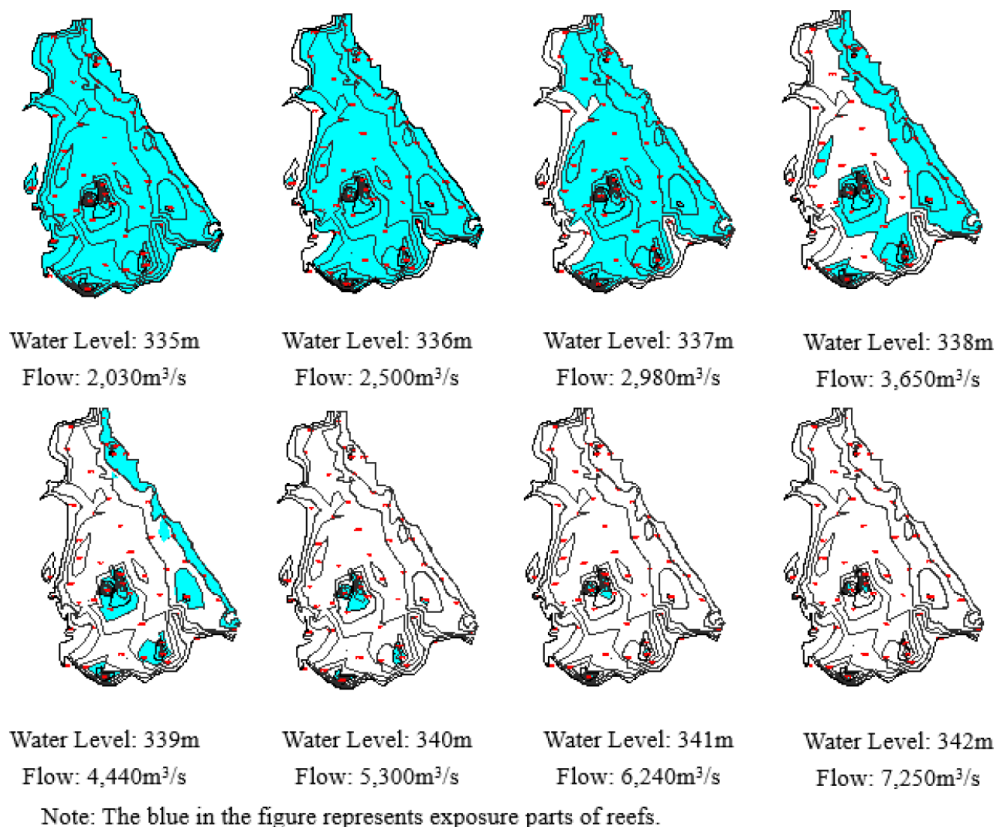 Water Level: 335m
Flow: 2,030m³/s
Water Level: 336m
Flow: 2,500m³/s
Water Level: 337m
Flow: 2,980m³/s
Water Level: 338m
Flow: 3,650m³/s
Water Level: 339m
Flow: 4,440m³/s
Water Level: 340m
Flow: 5,300m³/s
Water Level: 341m
Flow: 6,240m³/s
Water Level: 342m
Flow: 7,250m³/s
Note: The blue in the figure represents exposure parts of reefs.